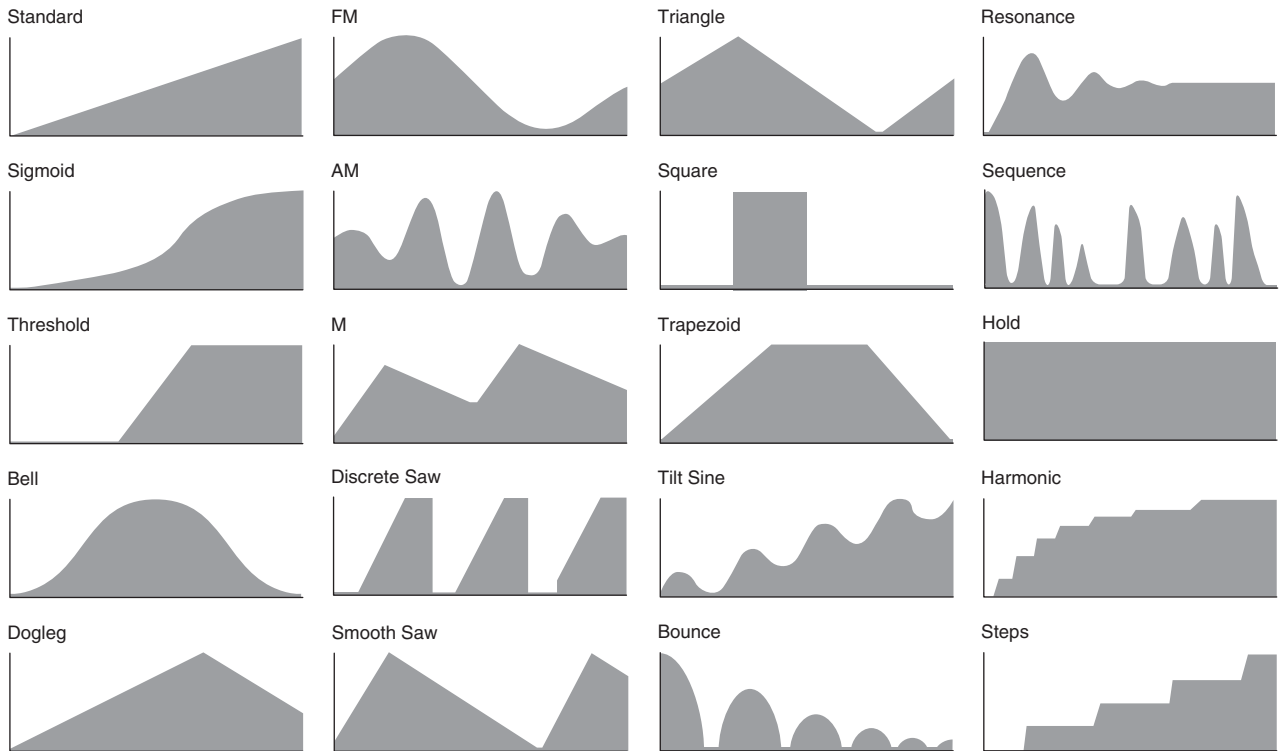 Standard
FM
Triangle
Resonance
Sigmoid
AM
Square
Sequence
Threshold
M
Trapezoid
Hold
Bell
Discrete Saw
Tilt Sine
Harmonic
Dogleg
Smooth Saw
Bounce
Steps